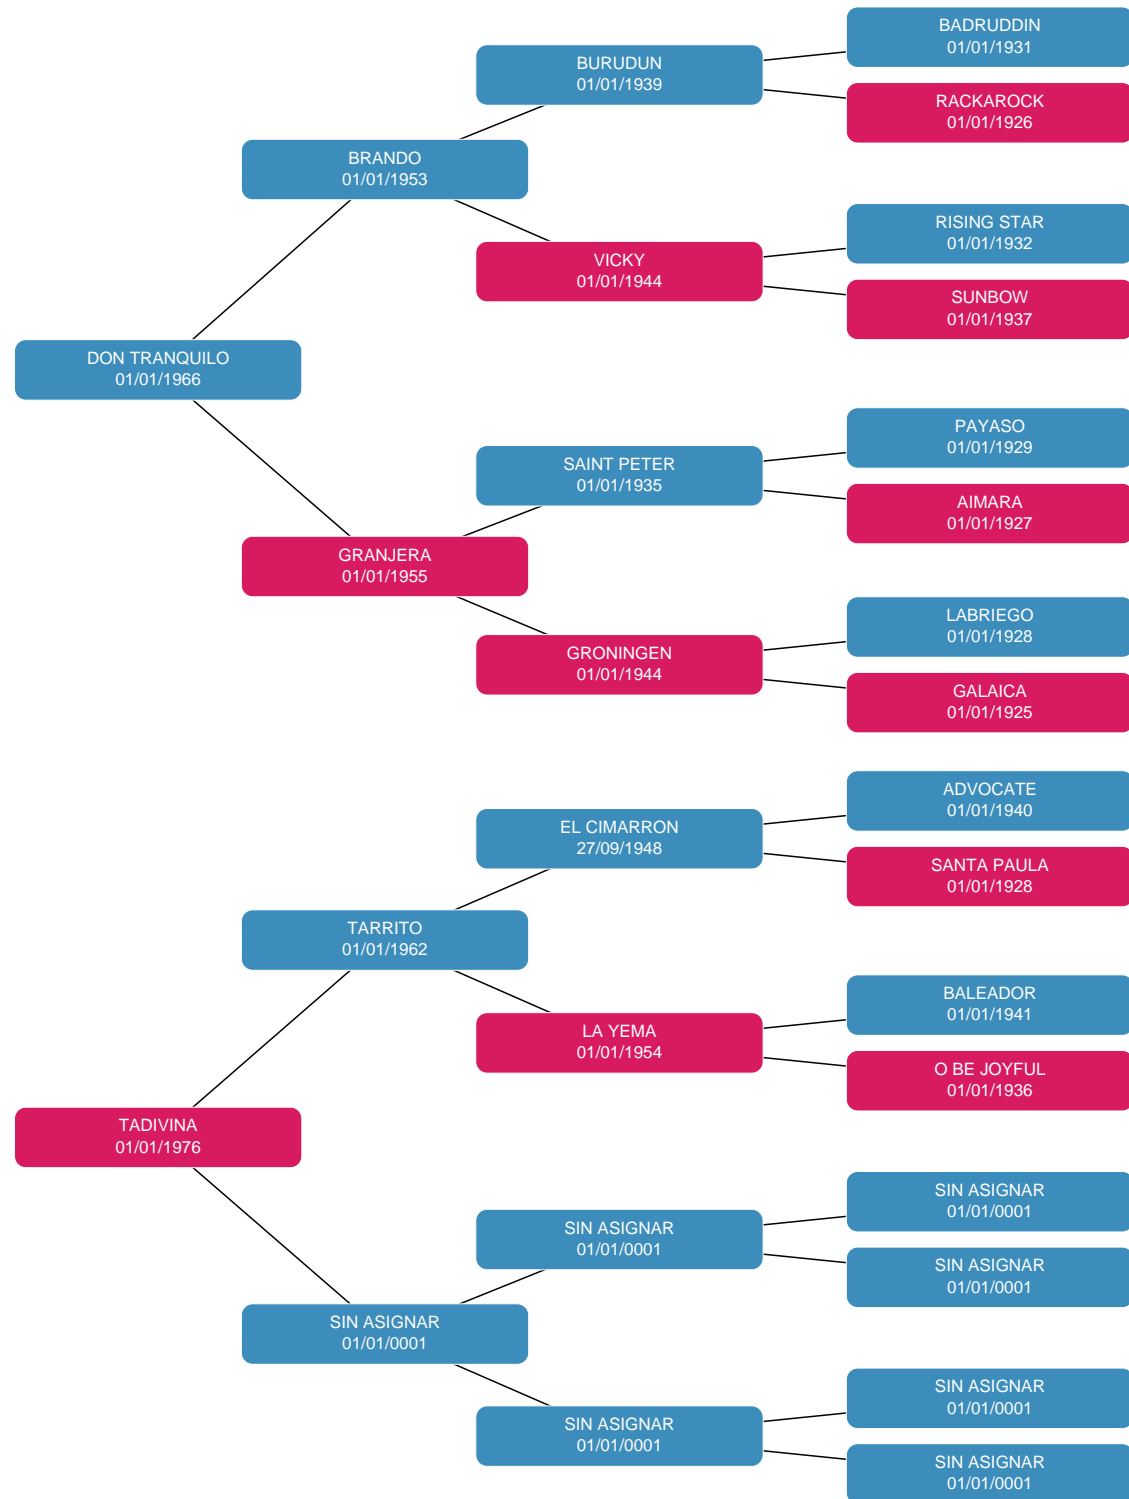 BADRUDDIN
01/01/1931
BURUDUN
01/01/1939
RACKAROCK
01/01/1926
BRANDO
01/01/1953
RISING STAR
01/01/1932
VICKY
01/01/1944
SUNBOW
01/01/1937
DON TRANQUILO
01/01/1966
PAYASO
01/01/1929
SAINT PETER
01/01/1935
AIMARA
01/01/1927
GRANJERA
01/01/1955
LABRIEGO
01/01/1928
GRONINGEN
01/01/1944
GALAICA
01/01/1925
ADVOCATE
01/01/1940
EL CIMARRON
27/09/1948
SANTA PAULA
01/01/1928
TARRITO
01/01/1962
BALEADOR
01/01/1941
LA YEMA
01/01/1954
O BE JOYFUL
01/01/1936
TADIVINA
01/01/1976
SIN ASIGNAR
01/01/0001
SIN ASIGNAR
01/01/0001
SIN ASIGNAR
01/01/0001
SIN ASIGNAR
01/01/0001
SIN ASIGNAR
01/01/0001
SIN ASIGNAR
01/01/0001
SIN ASIGNAR
01/01/0001